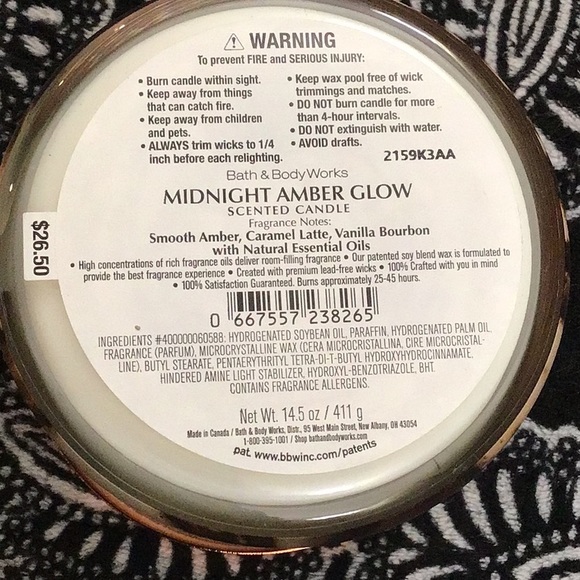 ⚠ WARNING
To prevent FIRE and SERIOUS INJURY:
• Burn candle within sight.
• Keep away from things
that can catch fire.
• Keep away from children
and pets.
• ALWAYS trim wicks to 1/4
inch before each relighting.
• Keep wax pool free of wick
trimmings and matches.
• DO NOT burn candle for more
than 4-hour intervals.
• DO NOT extinguish with water.
• AVOID drafts.
2159K3AA
Bath & Body Works
MIDNIGHT AMBER GLOW
SCENTED CANDLE
Fragrance Notes:
Smooth Amber, Caramel Latte, Vanilla Bourbon
with Natural Essential Oils
• High concentrations of rich fragrance oils deliver room-filling fragrance • Our patented soy blend wax is formulated to
provide the best fragrance experience • Created with premium lead-free wicks • 100% Crafted with you in mind
• 100% Satisfaction Guaranteed. Burns approximately 25-45 hours.
$26.50
0 667557 238265
INGREDIENTS #400000060588: HYDROGENATED SOYBEAN OIL, PARAFFIN, HYDROGENATED PALM OIL,
FRAGRANCE (PARFUM), MICROCRYSTALLINE WAX (CERA MICROCRISTALLINA, CIRE MICROCRISTAL-
LINE), BUTYL STEARATE, PENTAERYTHRTYL TETRA-DI-T-BUTYL HYDROXYHYDROCINNAMATE,
HINDERED AMINE LIGHT STABILIZER, HYDROXYL-BENZOTRIAZOLE, BHT.
CONTAINS FRAGRANCE ALLERGENS.
Net Wt. 14.5 oz / 411 g
Made in Canada / Bath & Body Works, Distr., 95 West Main Street, New Albany, OH 43054
1-800-395-1001 / Shop bathandbodyworks.com
pat. www.bbwinc.com/patents